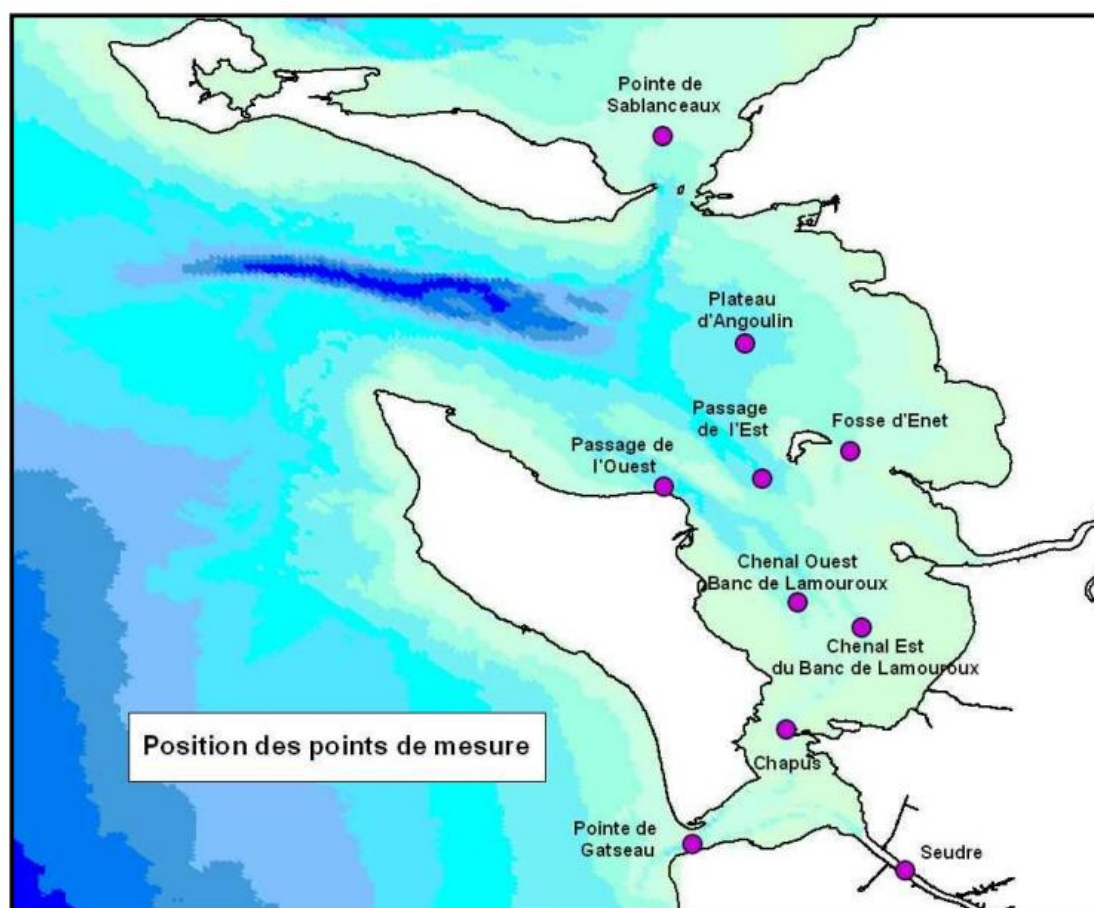 Pointe de
Sablanceaux
Plateau
d'Angoulin
Passage
de l'Est
Fosse d'Enet
Passage de
l'Ouest
Chenal Ouest
Banc de Lamouroux
Chenal Est
du Banc de Lamouroux
Position des points de mesure
Chapus
Pointe de
Gatseau
Seudre